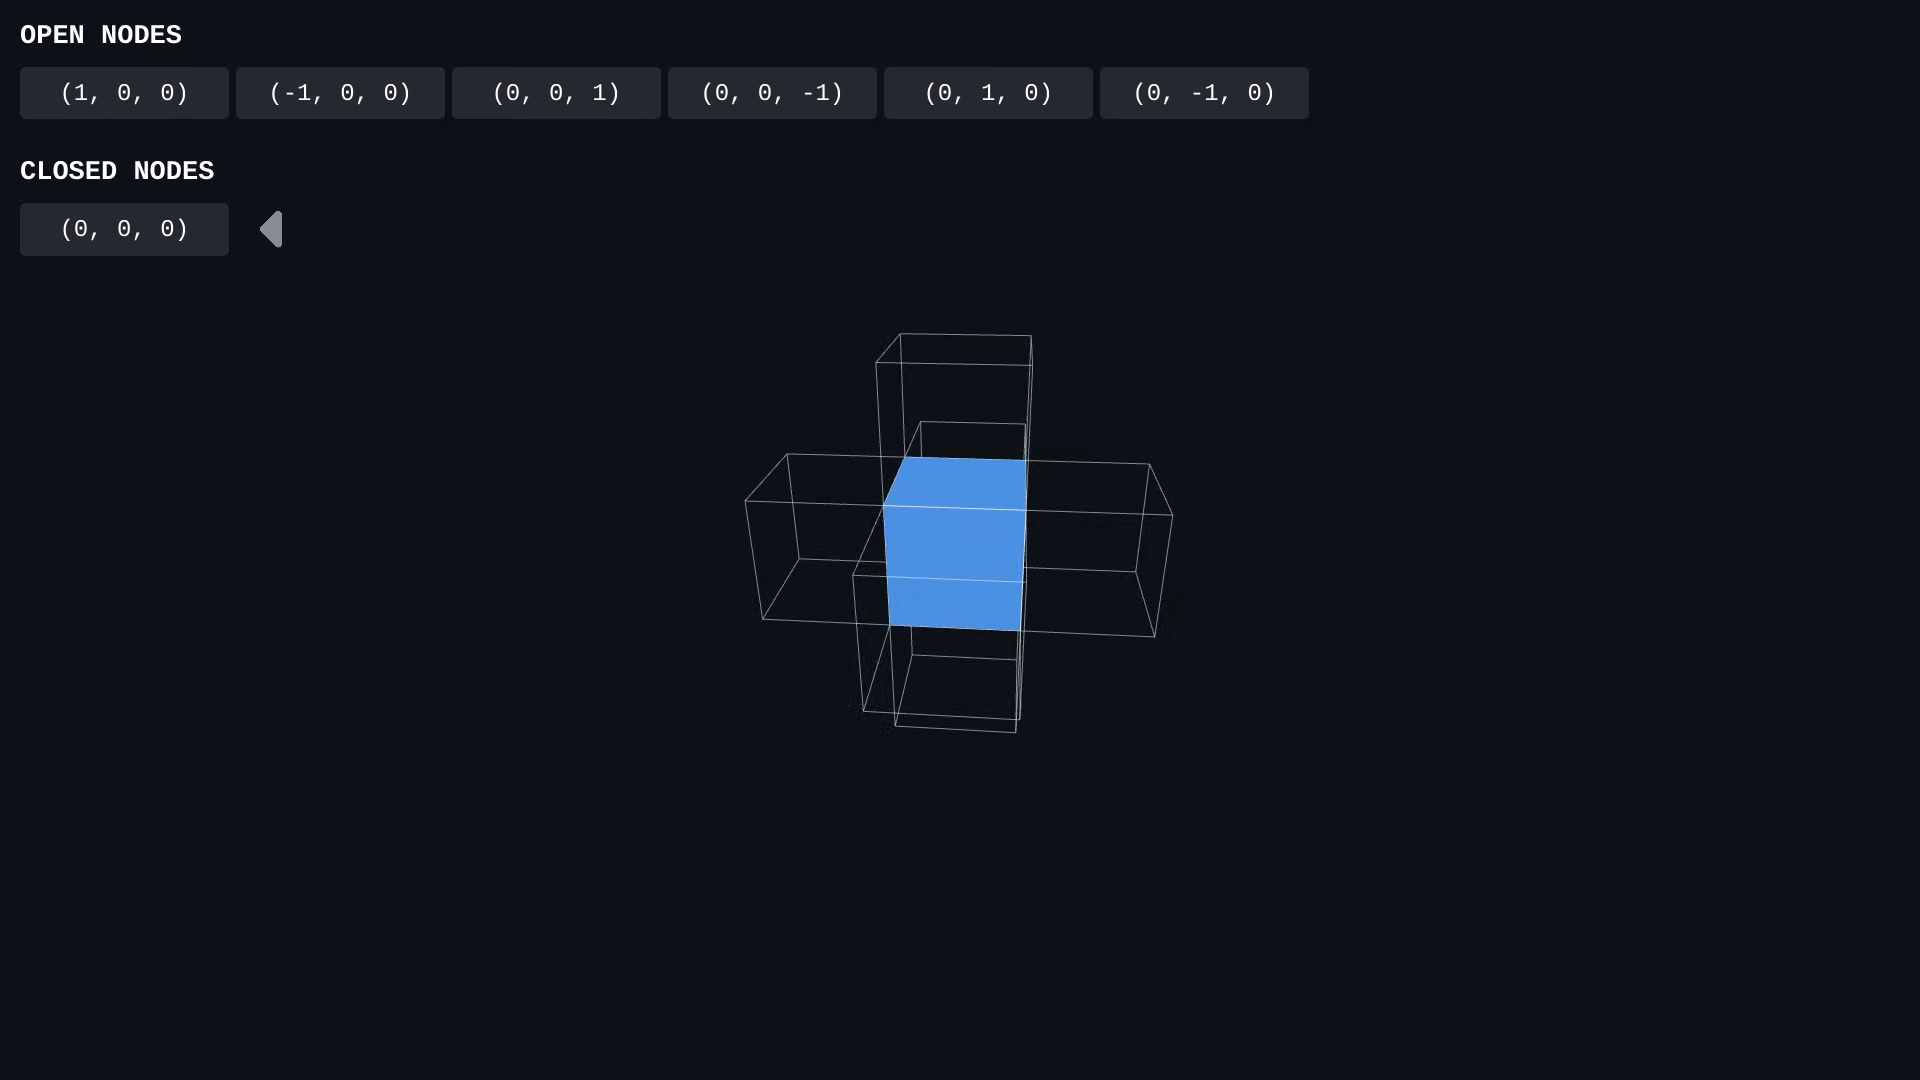 OPEN NODES
(1, 0, 0) (-1, 0, 0) (0, 0, 1) (0, 0, -1) (0, 1, 0) (0, -1, 0)
CLOSED NODES
(0, 0, 0)